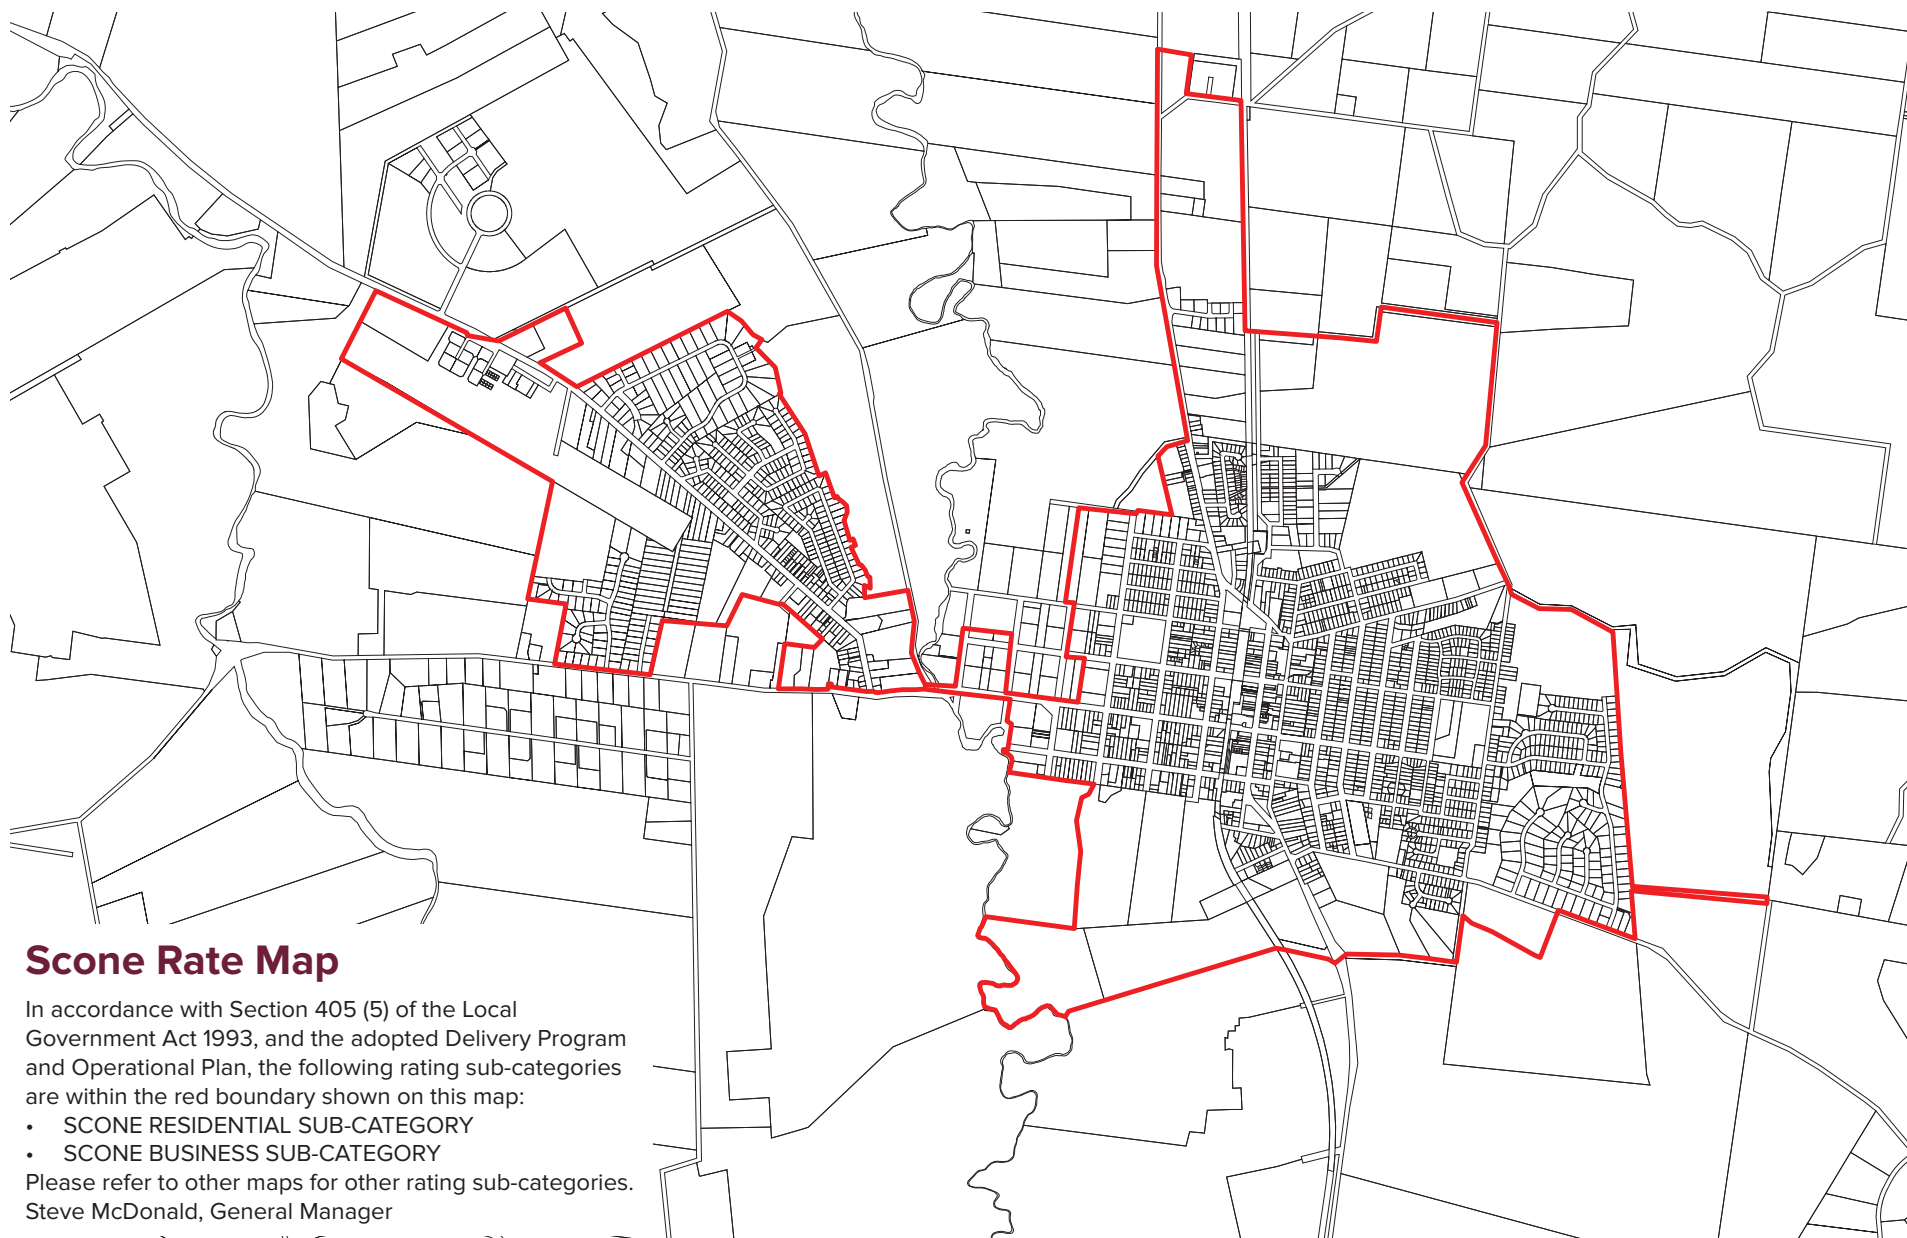 Scone Rate Map
In accordance with Section 405 (5) of the Local
Government Act 1993, and the adopted Delivery Program
and Operational Plan, the following rating sub-categories
are within the red boundary shown on this map:
• SCONE RESIDENTIAL SUB-CATEGORY
• SCONE BUSINESS SUB-CATEGORY
Please refer to other maps for other rating sub-categories.
Steve McDonald, General Manager